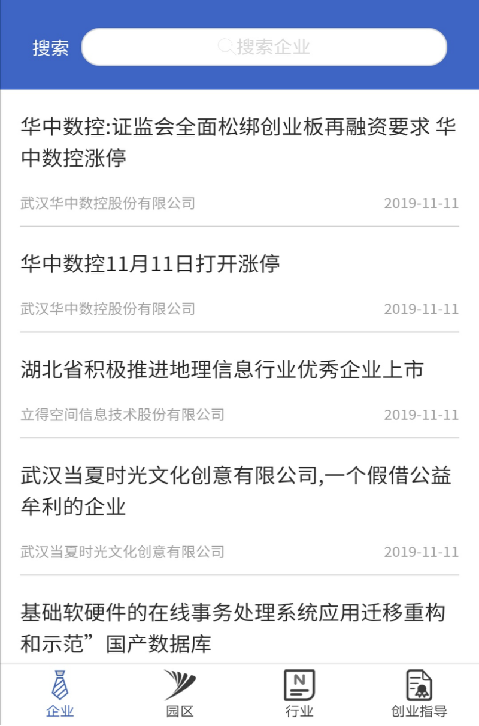 搜索 搜索企业
华中数控:证监会全面松绑创业板再融资要求 华
中数控涨停
武汉华中数控股份有限公司 2019-11-11
华中数控11月11日打开涨停
武汉华中数控股份有限公司 2019-11-11
湖北省积极推进地理信息行业优秀企业上市
立得空间信息技术股份有限公司 2019-11-11
武汉当夏时光文化创意有限公司,一个假借公益
牟利的企业
武汉当夏时光文化创意有限公司 2019-11-11
基础软硬件的在线事务处理系统应用迁移重构
和示范”国产数据库
企业 园区 行业 创业指导